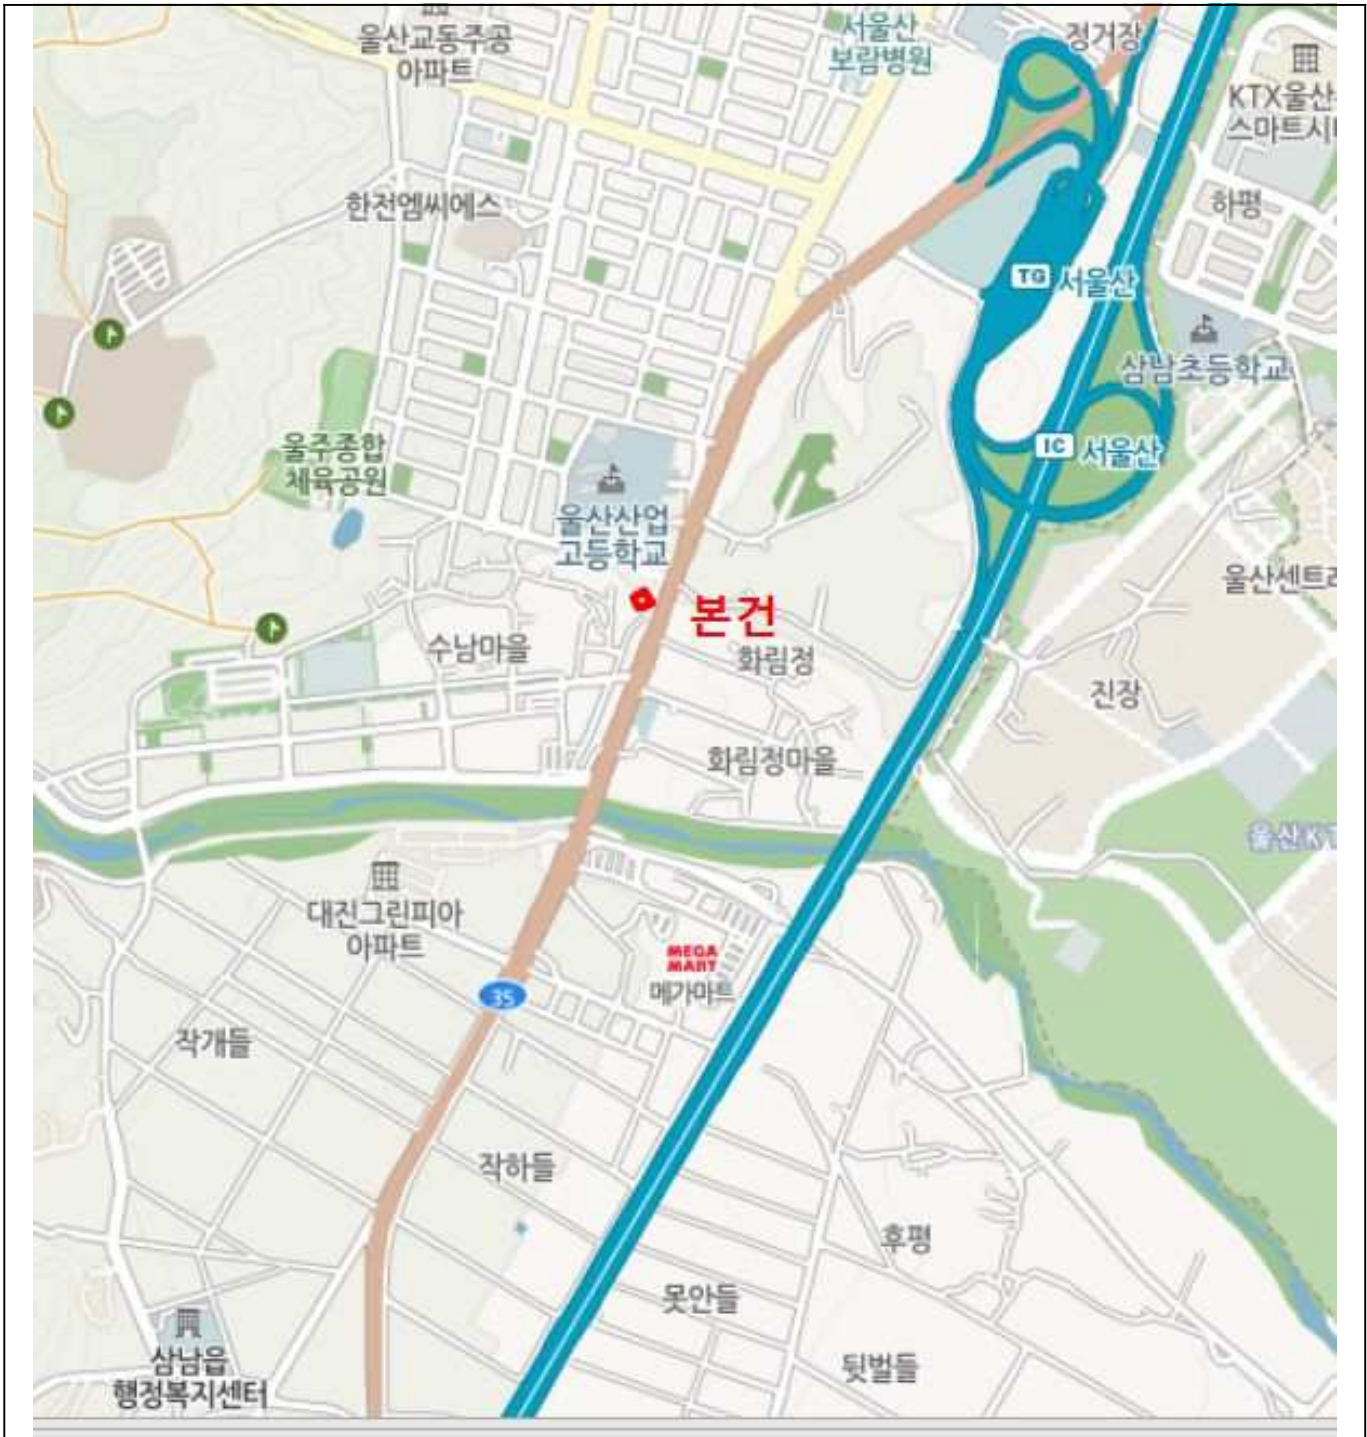 울산교동주공
아파트
서울산
보람병원
정거장
KTX울산
스마트시
한전엠씨에스
하평
TG 서울산
삼남초등학교
IC 서울산
울주종합
체육공원
울산산업
고등학교
울산센트
본건
수남마을
화림정
진장
화림정마을
울산KT
대진그린피아
아파트
MEGA
MART
메가마트
35
작개들
작하들
후평
못안들
삼남읍
행정복지센터
뒷벌들